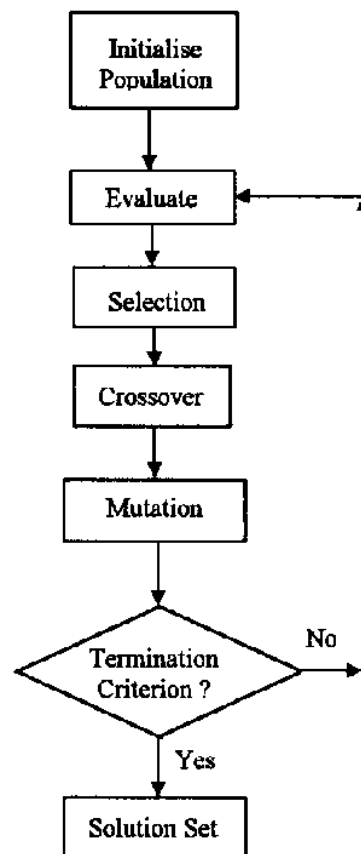 Initialise
Population
Evaluate
Selection
Crossover
Mutation
Termination
Criterion ?
No
Yes
Solution Set